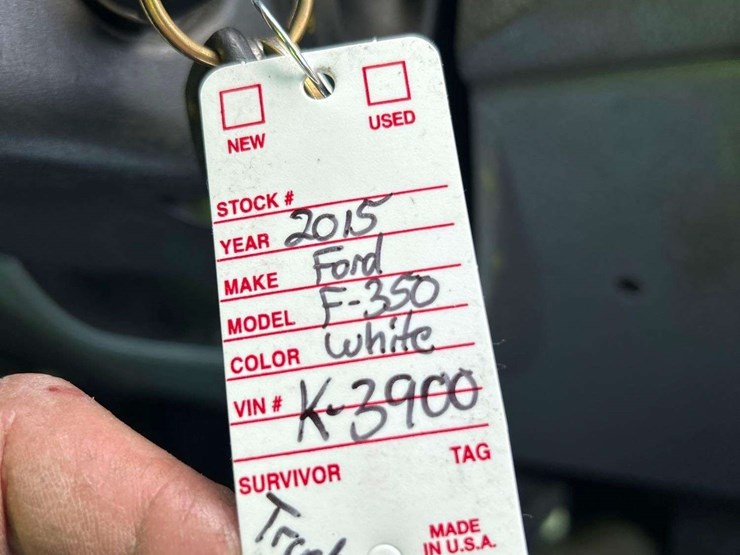 NEW USED
STOCK #
YEAR 2015
MAKE Ford
MODEL F-350
COLOR white
VIN # K-3900
SURVIVOR TAG
MADE
IN U.S.A.